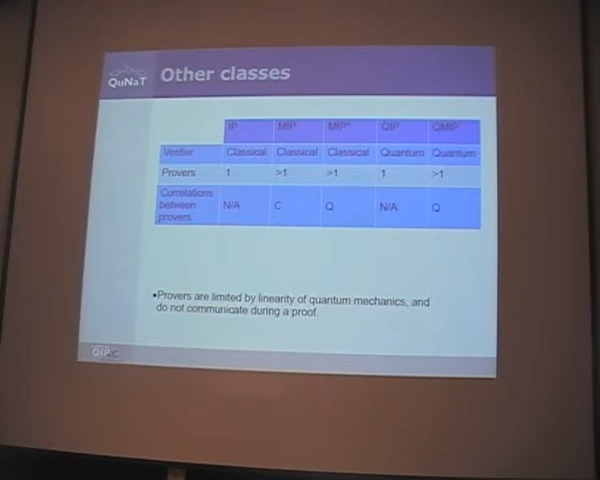 QuNaT
Other classes
IP MIP MIP* QIP QMIP
Verifier Classical Classical Classical Quantum Quantum
Provers 1 >1 >1 1 >1
Correlations
between
provers N/A C Q N/A Q
•Provers are limited by linearity of quantum mechanics, and
do not communicate during a proof.